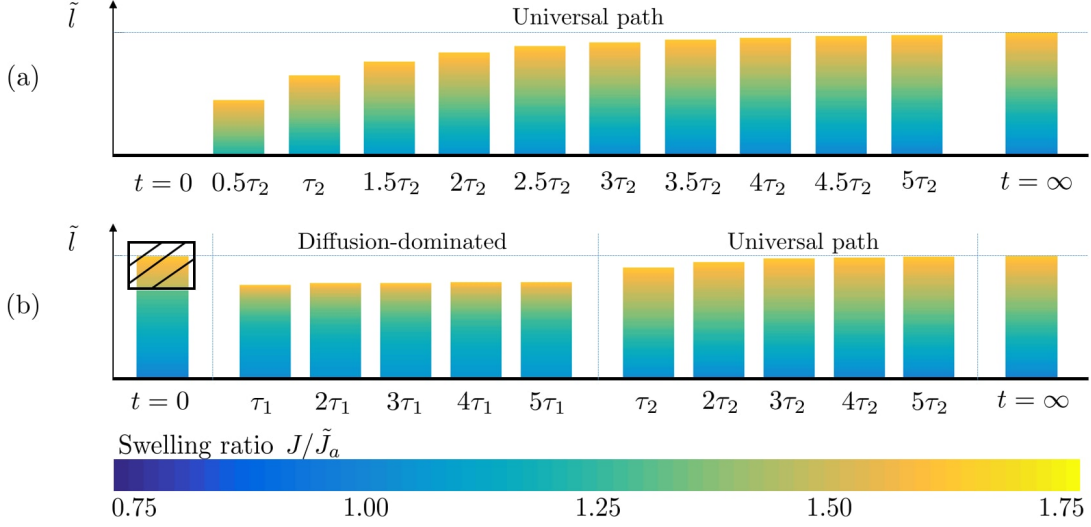 l̃ Universal path
(a)
t = 0 0.5τ₂ τ₂ 1.5τ₂ 2τ₂ 2.5τ₂ 3τ₂ 3.5τ₂ 4τ₂ 4.5τ₂ 5τ₂ t = ∞
l̃ Diffusion-dominated Universal path
(b)
t = 0 τ₁ 2τ₁ 3τ₁ 4τ₁ 5τ₁ τ₂ 2τ₂ 3τ₂ 4τ₂ 5τ₂ t = ∞
Swelling ratio J/J̃ₐ
0.75 1.00 1.25 1.50 1.75